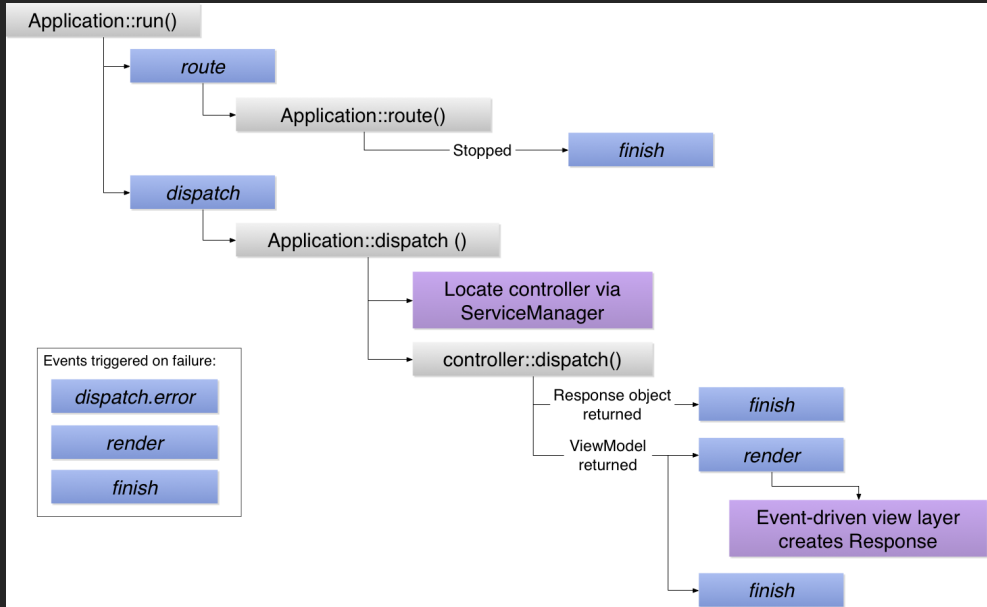 Application::run()
route
Application::route()
Stopped
finish
dispatch
Application::dispatch ()
Locate controller via
ServiceManager
controller::dispatch()
Events triggered on failure:
dispatch.error
render
finish
Response object
returned
finish
ViewModel
returned
render
Event-driven view layer
creates Response
finish